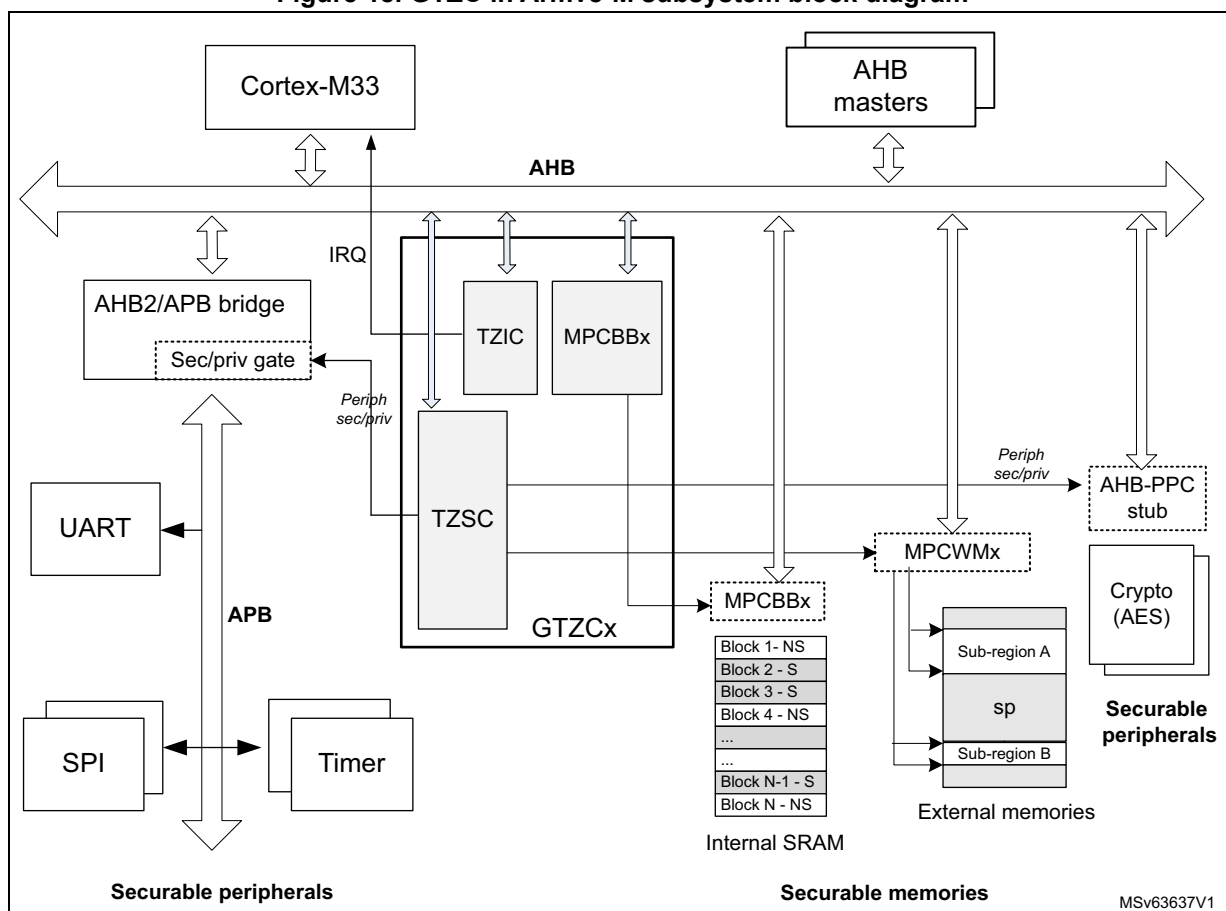 Cortex-M33
AHB
masters
AHB
IRQ
AHB2/APB bridge
Sec/priv gate
TZIC
MPCBBx
Periph
sec/priv
TZSC
Periph
sec/priv
AHB-PPC
stub
UART
MPCWMx
MPCBBx
Crypto
(AES)
APB
GTZCx
Block 1- NS
Block 2 - S
Block 3 - S
Block 4 - NS
...
...
Block N-1 - S
Block N - NS
Sub-region A
sp
Sub-region B
Securable
peripherals
SPI
Timer
Internal SRAM
External memories
Securable peripherals
Securable memories
MSv63637V1